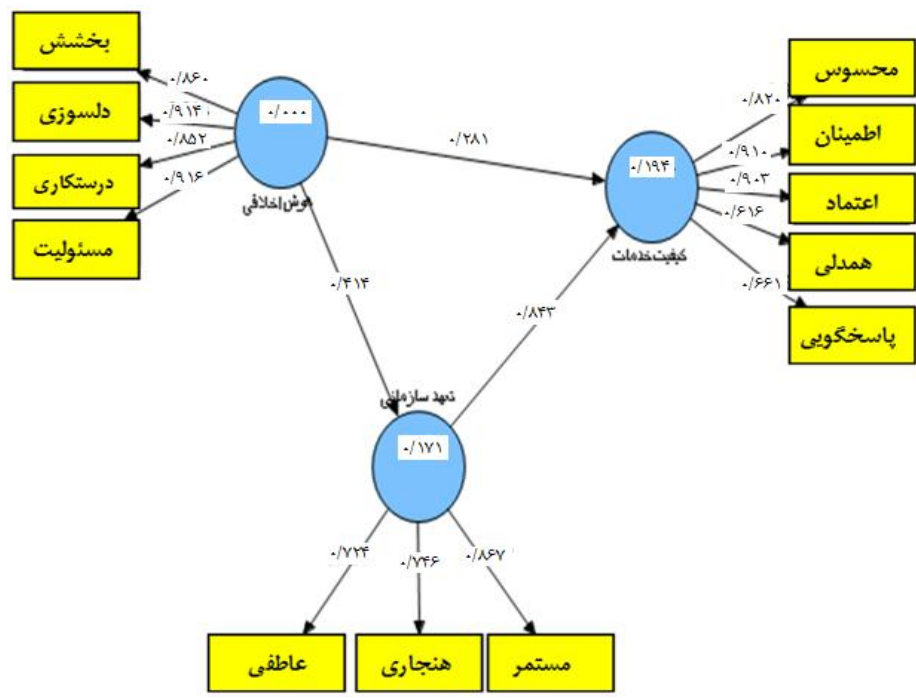 بخشش
دلسوزی
درستکاری
مسئولیت
۰/۸۶۰
۰/۹۱۴
۰/۸۵۲
۰/۹۱۶
۰/۰۰۰
هوش اخلاقی
۰/۲۸۱
۰/۴۱۴
محسوس
اطمینان
اعتماد
همدلی
پاسخگویی
۰/۸۲۰
۰/۹۱۰
۰/۹۰۳
۰/۶۱۶
۰/۶۶۱
۰/۱۹۴
کیفیت خدمات
۰/۸۴۳
تعهد سازمانی
۰/۱۷۱
۰/۷۲۴
۰/۷۴۶
۰/۸۶۷
عاطفی
هنجاری
مستمر